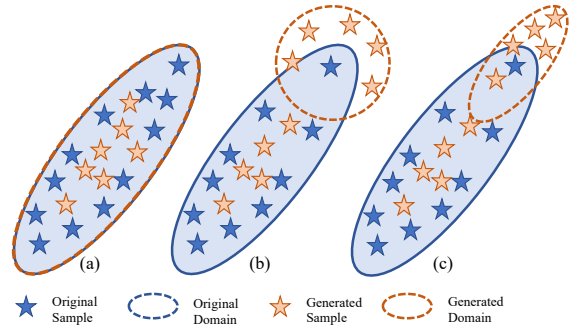 (a) (b) (c)
Original Original Generated Generated
Sample Domain Sample Domain